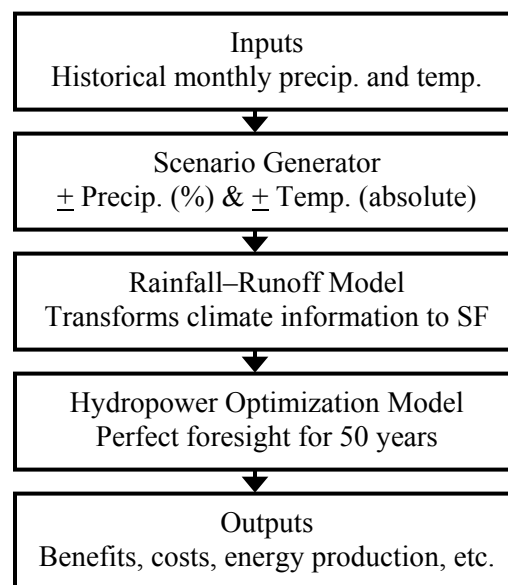 Inputs
Historical monthly precip. and temp.
Scenario Generator
± Precip. (%) & ± Temp. (absolute)
Rainfall–Runoff Model
Transforms climate information to SF
Hydropower Optimization Model
Perfect foresight for 50 years
Outputs
Benefits, costs, energy production, etc.